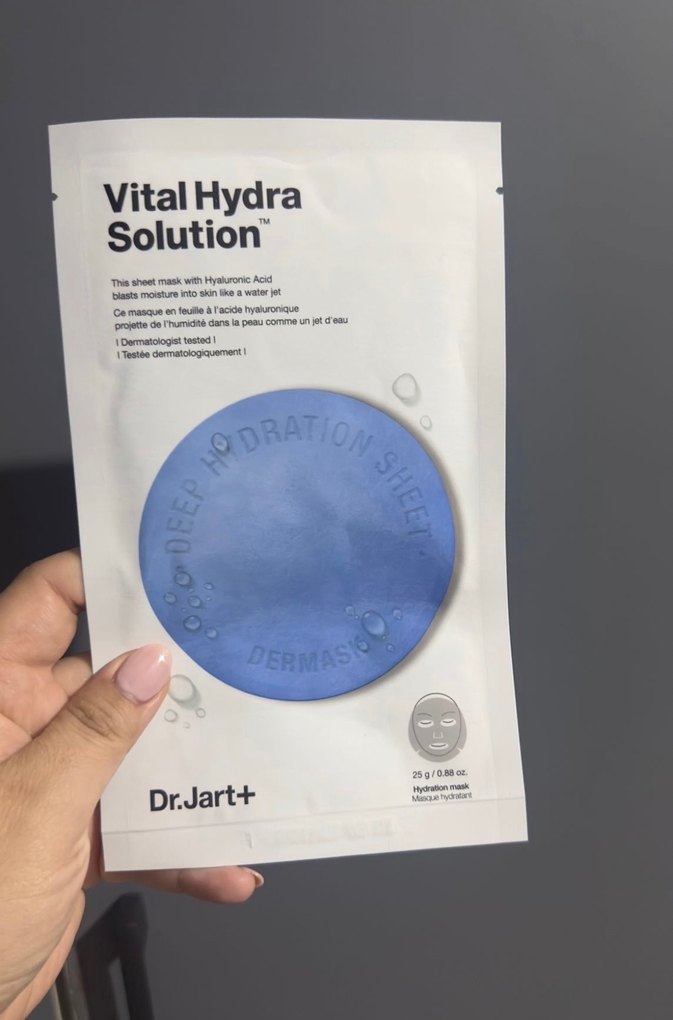 Vital Hydra
Solution™
This sheet mask with Hyaluronic Acid
blasts moisture into skin like a water jet
Ce masque en feuille à l'acide hyaluronique
projette de l'humidité dans la peau comme un jet d'eau
I Dermatologist tested I
I Testée dermatologiquement I
DEEP HYDRATION SHEET
DERMASK
25 g / 0.88 oz.
Hydration mask
Masque hydratant
Dr.Jart+